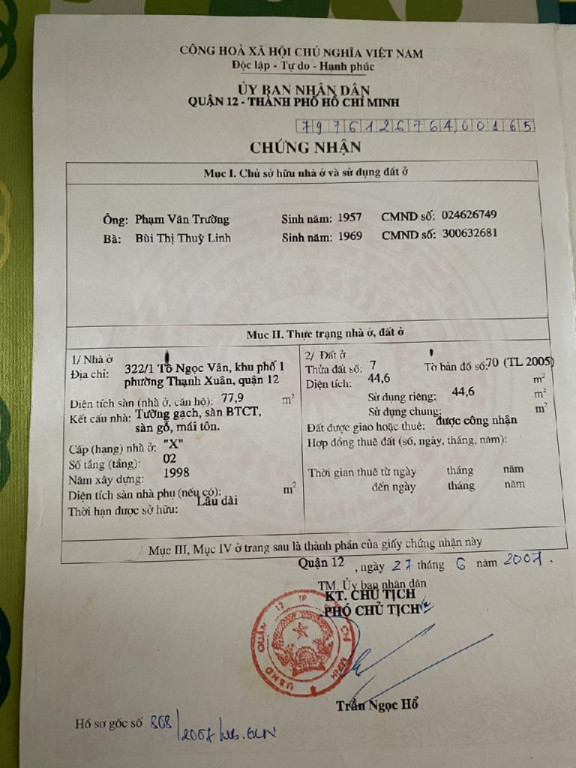 CỘNG HOÀ XÃ HỘI CHỦ NGHĨA VIỆT NAM
Độc lập - Tự do - Hạnh phúc
ỦY BAN NHÂN DÂN
QUẬN 12 - THÀNH PHỐ HỒ CHÍ MINH
797612676400165
CHỨNG NHẬN
Mục I. Chủ sở hữu nhà ở và sử dụng đất ở
Ông: Phạm Văn Trường Sinh năm: 1957 CMND số: 024626749
Bà: Bùi Thị Thuỳ Linh Sinh năm: 1969 CMND số: 300632681
Mục II. Thực trạng nhà ở, đất ở
1/ Nhà ở
Địa chỉ: 322/1 Tô Ngọc Vân, khu phố 1
phường Thạnh Xuân, quận 12
Diện tích sàn (nhà ở, căn hộ): 77,9 m²
Kết cấu nhà: Tường gạch, sàn BTCT,
sàn gỗ, mái tôn.
Cấp (hạng) nhà ở: "X"
Số tầng (tầng): 02
Năm xây dựng: 1998
Diện tích sàn nhà phụ (nếu có): m²
Thời hạn được sở hữu: Lâu dài
2/ Đất ở
Thửa đất số: 7 Tờ bản đồ số: 70 (TL 2005)
Diện tích: 44,6 m²
Sử dụng riêng: 44,6 m²
Sử dụng chung: m²
Đất được giao hoặc thuê: được công nhận
Hợp đồng thuê đất (số, ngày, tháng, năm):
Thời gian thuê từ ngày tháng năm
đến ngày tháng năm
Mục III, Mục IV ở trang sau là thành phần của giấy chứng nhận này
Quận 12, ngày 27 tháng 6 năm 2007.
TM. Ủy ban nhân dân
KT. CHỦ TỊCH
PHÓ CHỦ TỊCH
Trần Ngọc Hổ
Hồ sơ gốc số